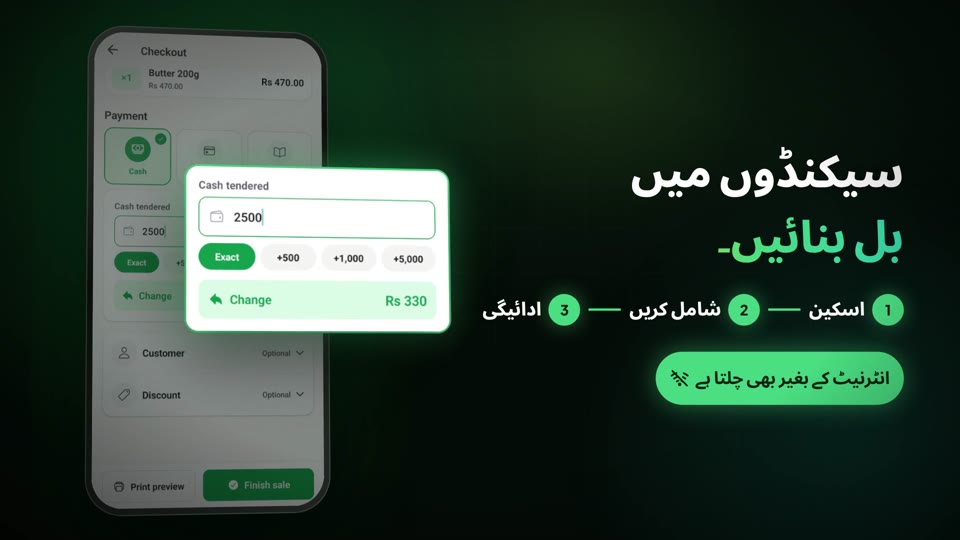 Checkout
×1
Butter 200g
Rs 470.00
Rs 470.00
Payment
Cash
Cash tendered
2500
Exact
Change
Cash tendered
2500
Exact
+500
+1,000
+5,000
Change
Rs 330
Customer
Optional
Discount
Optional
Print preview
Finish sale
سیکنڈوں میں
بل بنائیں۔
1 اسکین 2 شامل کریں 3 ادائیگی
انٹرنیٹ کے بغیر بھی چلتا ہے